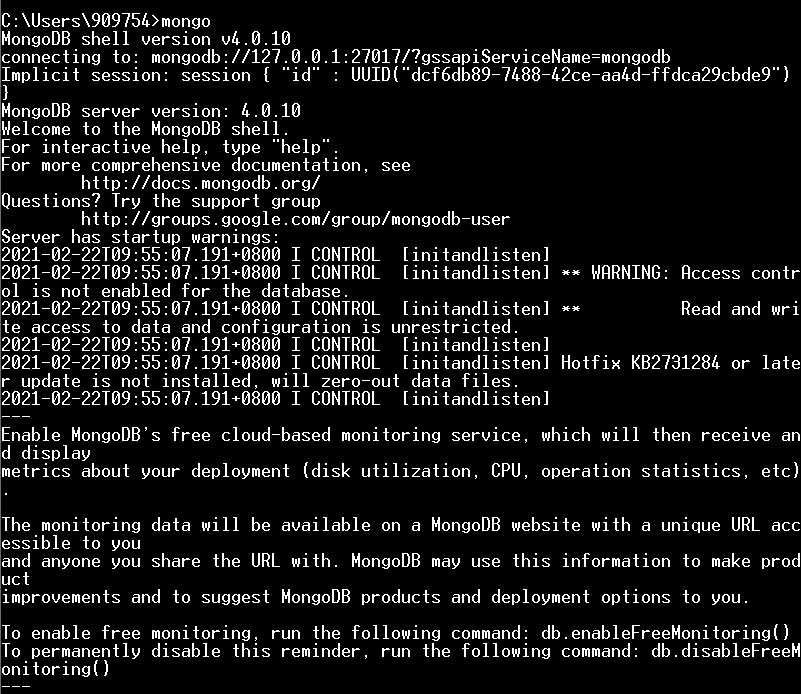 C:\Users\909754>mongo
MongoDB shell version v4.0.10
connecting to: mongodb://127.0.0.1:27017/?gssapiServiceName=mongodb
Implicit session: session { "id" : UUID("dcf6db89-7488-42ce-aa4d-ffdca29cbde9")
}
MongoDB server version: 4.0.10
Welcome to the MongoDB shell.
For interactive help, type "help".
For more comprehensive documentation, see
        http://docs.mongodb.org/
Questions? Try the support group
        http://groups.google.com/group/mongodb-user
Server has startup warnings:
2021-02-22T09:55:07.191+0800 I CONTROL  [initandlisten]
2021-02-22T09:55:07.191+0800 I CONTROL  [initandlisten] ** WARNING: Access contr
ol is not enabled for the database.
2021-02-22T09:55:07.191+0800 I CONTROL  [initandlisten] **          Read and wri
te access to data and configuration is unrestricted.
2021-02-22T09:55:07.191+0800 I CONTROL  [initandlisten]
2021-02-22T09:55:07.191+0800 I CONTROL  [initandlisten] Hotfix KB2731284 or late
r update is not installed, will zero-out data files.
2021-02-22T09:55:07.191+0800 I CONTROL  [initandlisten]
---
Enable MongoDB's free cloud-based monitoring service, which will then receive an
d display
metrics about your deployment (disk utilization, CPU, operation statistics, etc)
.

The monitoring data will be available on a MongoDB website with a unique URL acc
essible to you
and anyone you share the URL with. MongoDB may use this information to make prod
uct
improvements and to suggest MongoDB products and deployment options to you.

To enable free monitoring, run the following command: db.enableFreeMonitoring()
To permanently disable this reminder, run the following command: db.disableFreeM
onitoring()
---